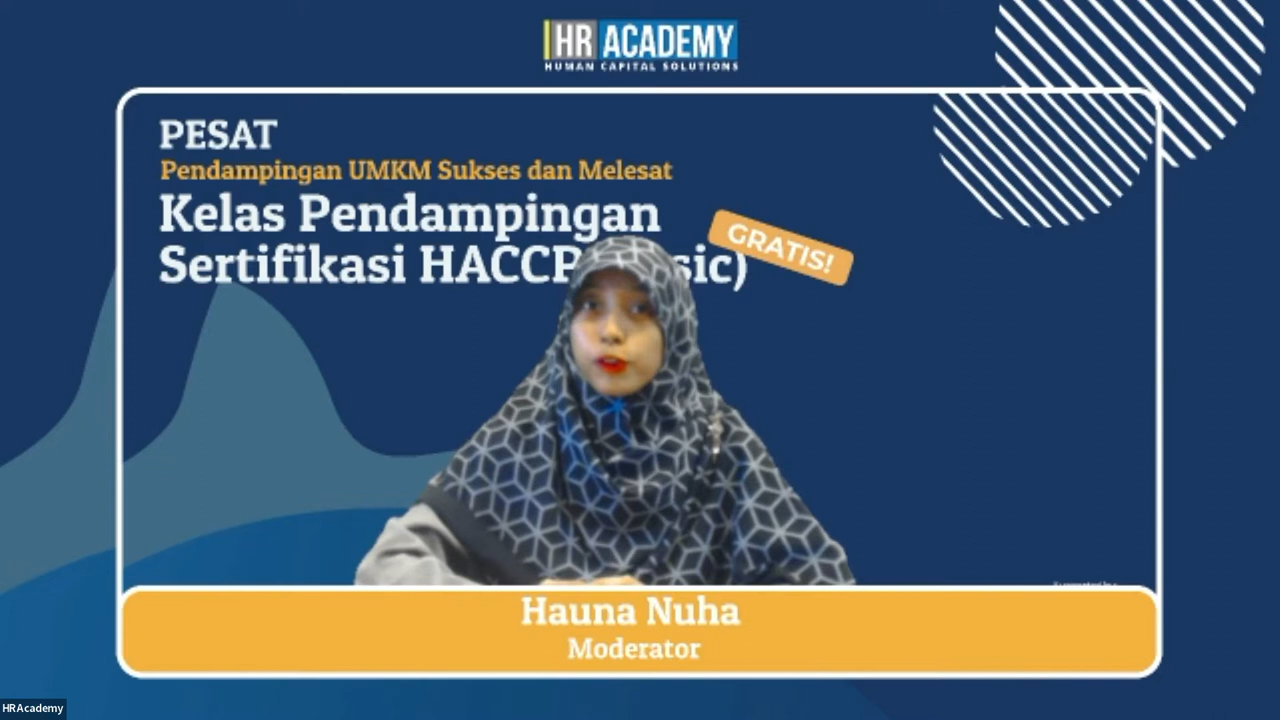 HR ACADEMY
HUMAN CAPITAL SOLUTIONS
PESAT
Pendampingan UMKM Sukses dan Melesat
Kelas Pendampingan
Sertifikasi HACCP sic)
GRATIS!
Hauna Nuha
Moderator
HRAcademy